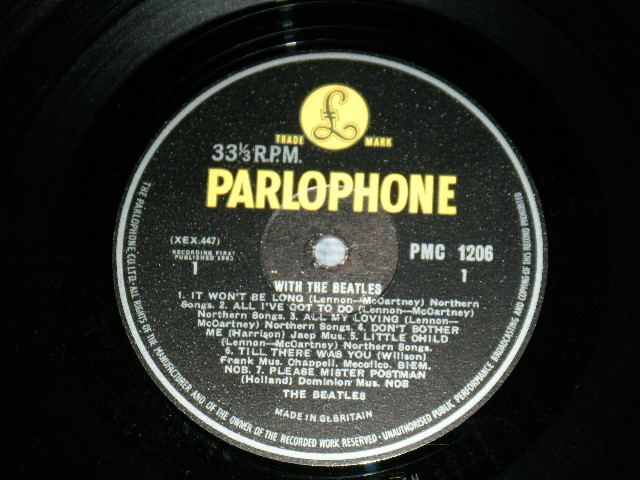 £
TRADE MARK
33⅓ R.P.M.
PARLOPHONE
(XEX.447)
RECORDING FIRST
PUBLISHED 1963
1
PMC 1206
1
WITH THE BEATLES
1. IT WON'T BE LONG (Lennon—McCartney) Northern
Songs. 2. ALL I'VE GOT TO DO (Lennon—McCartney)
Northern Songs. 3. ALL MY LOVING (Lennon—
McCartney) Northern Songs. 4. DON'T BOTHER
ME (Harrison) Jaep Mus. 5. LITTLE CHILD
(Lennon—McCartney) Northern Songs.
6. TILL THERE WAS YOU (Willson)
Frank Mus. Chappell. Mecolico. BIEM.
NCB. 7. PLEASE MISTER POSTMAN
(Holland) Dominion Mus. NCB
THE BEATLES
MADE IN Gt. BRITAIN
THE PARLOPHONE CO. LTD. ALL RIGHTS OF THE MANUFACTURER AND OF THE OWNER OF THE RECORDED WORK RESERVED · UNAUTHORISED PUBLIC PERFORMANCE BROADCASTING AND COPYING OF THIS RECORD PROHIBITED